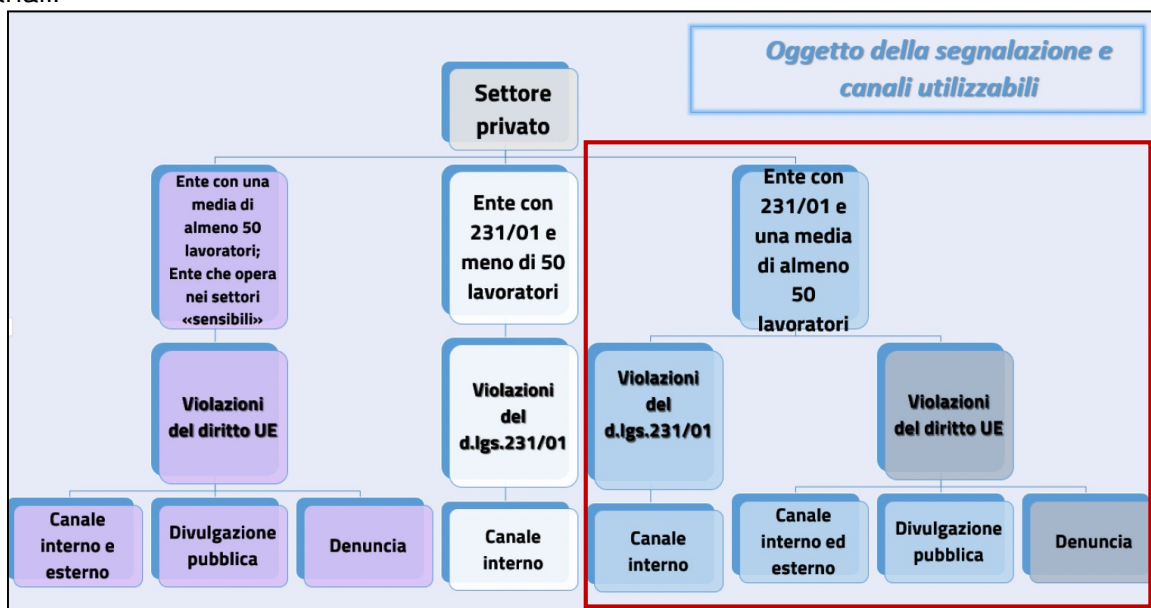 Oggetto della segnalazione e
canali utilizzabili
Settore
privato
Ente con una
media di
almeno 50
lavoratori;
Ente che opera
nei settori
«sensibili»
Ente con
231/01 e
meno di 50
lavoratori
Ente con
231/01 e
una media
di almeno
50
lavoratori
Violazioni
del diritto UE
Violazioni
del
d.lgs.231/01
Violazioni
del
d.lgs.231/01
Violazioni
del diritto UE
Canale
interno e
esterno
Divulgazione
pubblica
Denuncia
Canale
interno
Canale
interno
Canale
interno ed
esterno
Divulgazione
pubblica
Denuncia